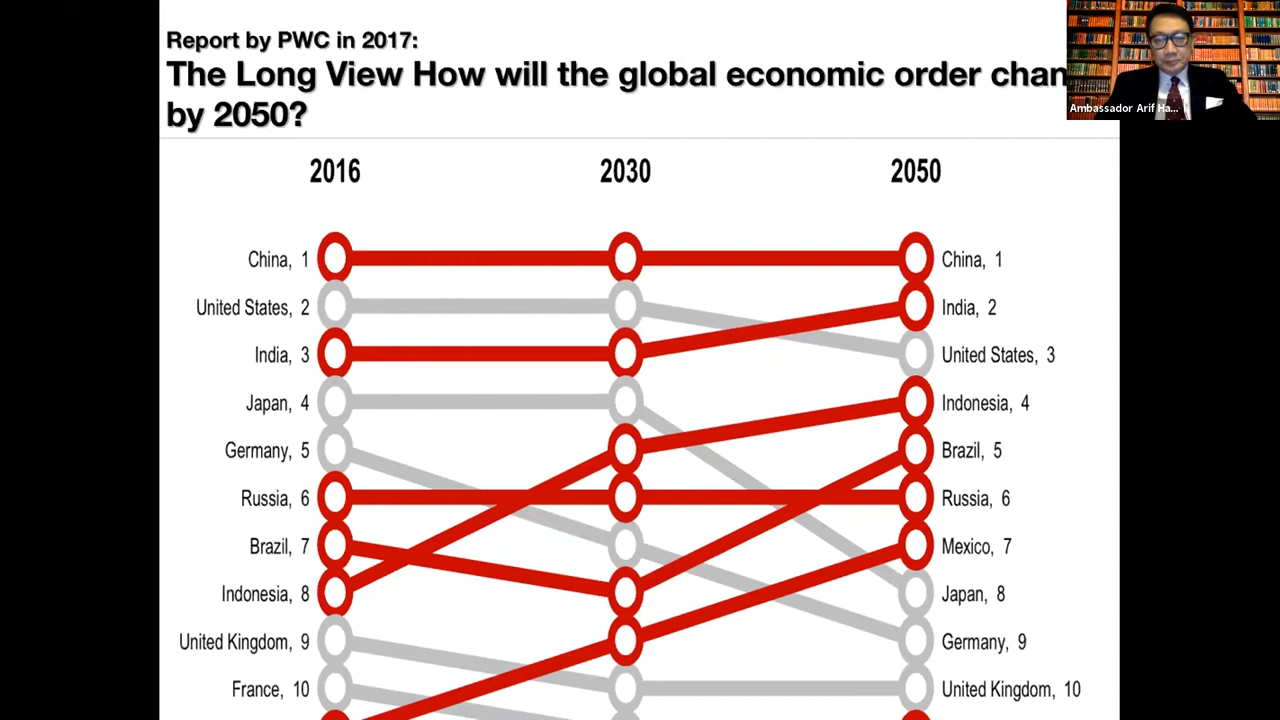 Report by PWC in 2017:
The Long View How will the global economic order chan
by 2050?
Ambassador Arif Ha...
2016 2030 2050
China, 1 China, 1
United States, 2 India, 2
India, 3 United States, 3
Japan, 4 Indonesia, 4
Germany, 5 Brazil, 5
Russia, 6 Russia, 6
Brazil, 7 Mexico, 7
Indonesia, 8 Japan, 8
United Kingdom, 9 Germany, 9
France, 10 United Kingdom, 10